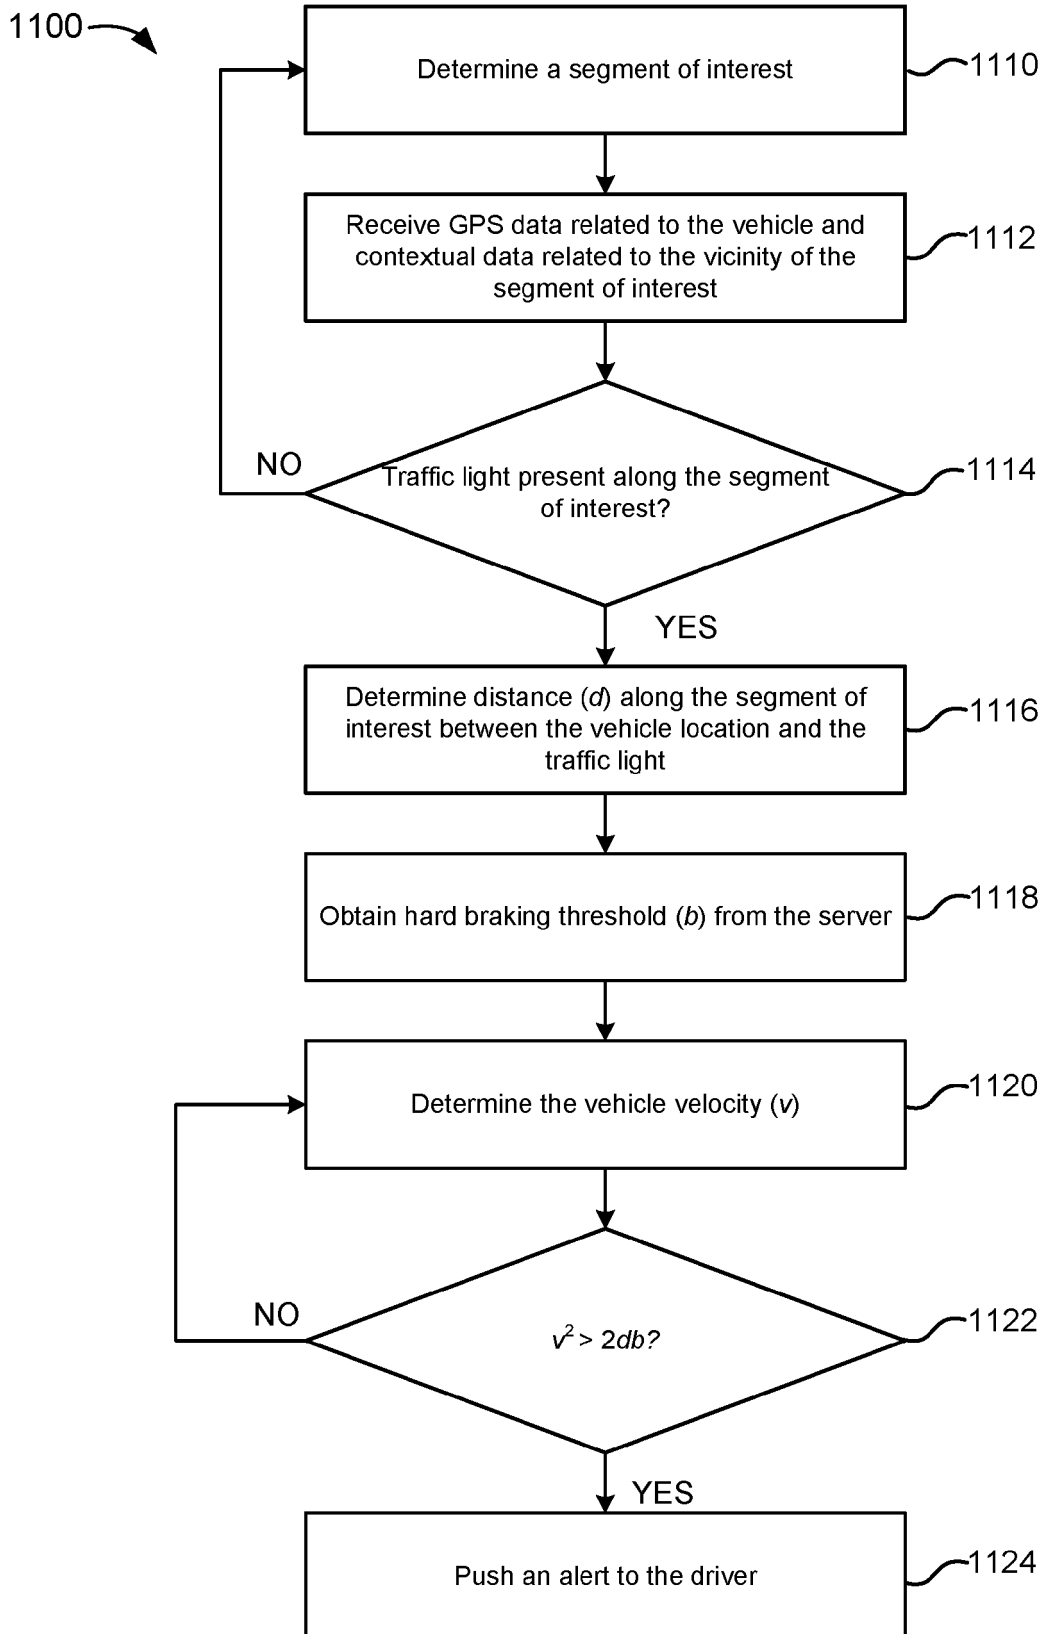 1100
Determine a segment of interest
1110
Receive GPS data related to the vehicle and
contextual data related to the vicinity of the
segment of interest
1112
Traffic light present along the segment
of interest?
1114
NO
YES
Determine distance (d) along the segment of
interest between the vehicle location and the
traffic light
1116
Obtain hard braking threshold (b) from the server
1118
Determine the vehicle velocity (v)
1120
v² > 2db?
1122
NO
YES
Push an alert to the driver
1124